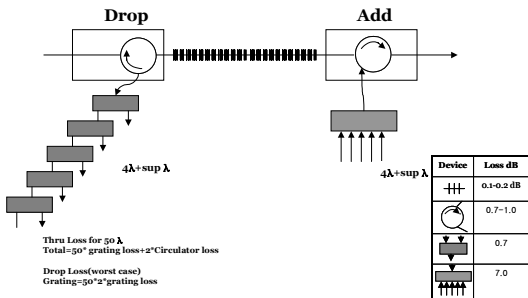 Drop
Add
4λ+sup λ
4λ+sup λ
Device Loss dB
0.1-0.2 dB
0.7-1.0
0.7
7.0
Thru Loss for 50 λ
Total=50* grating loss+2*Circulator loss
Drop Loss(worst case)
Grating=50*2*grating loss